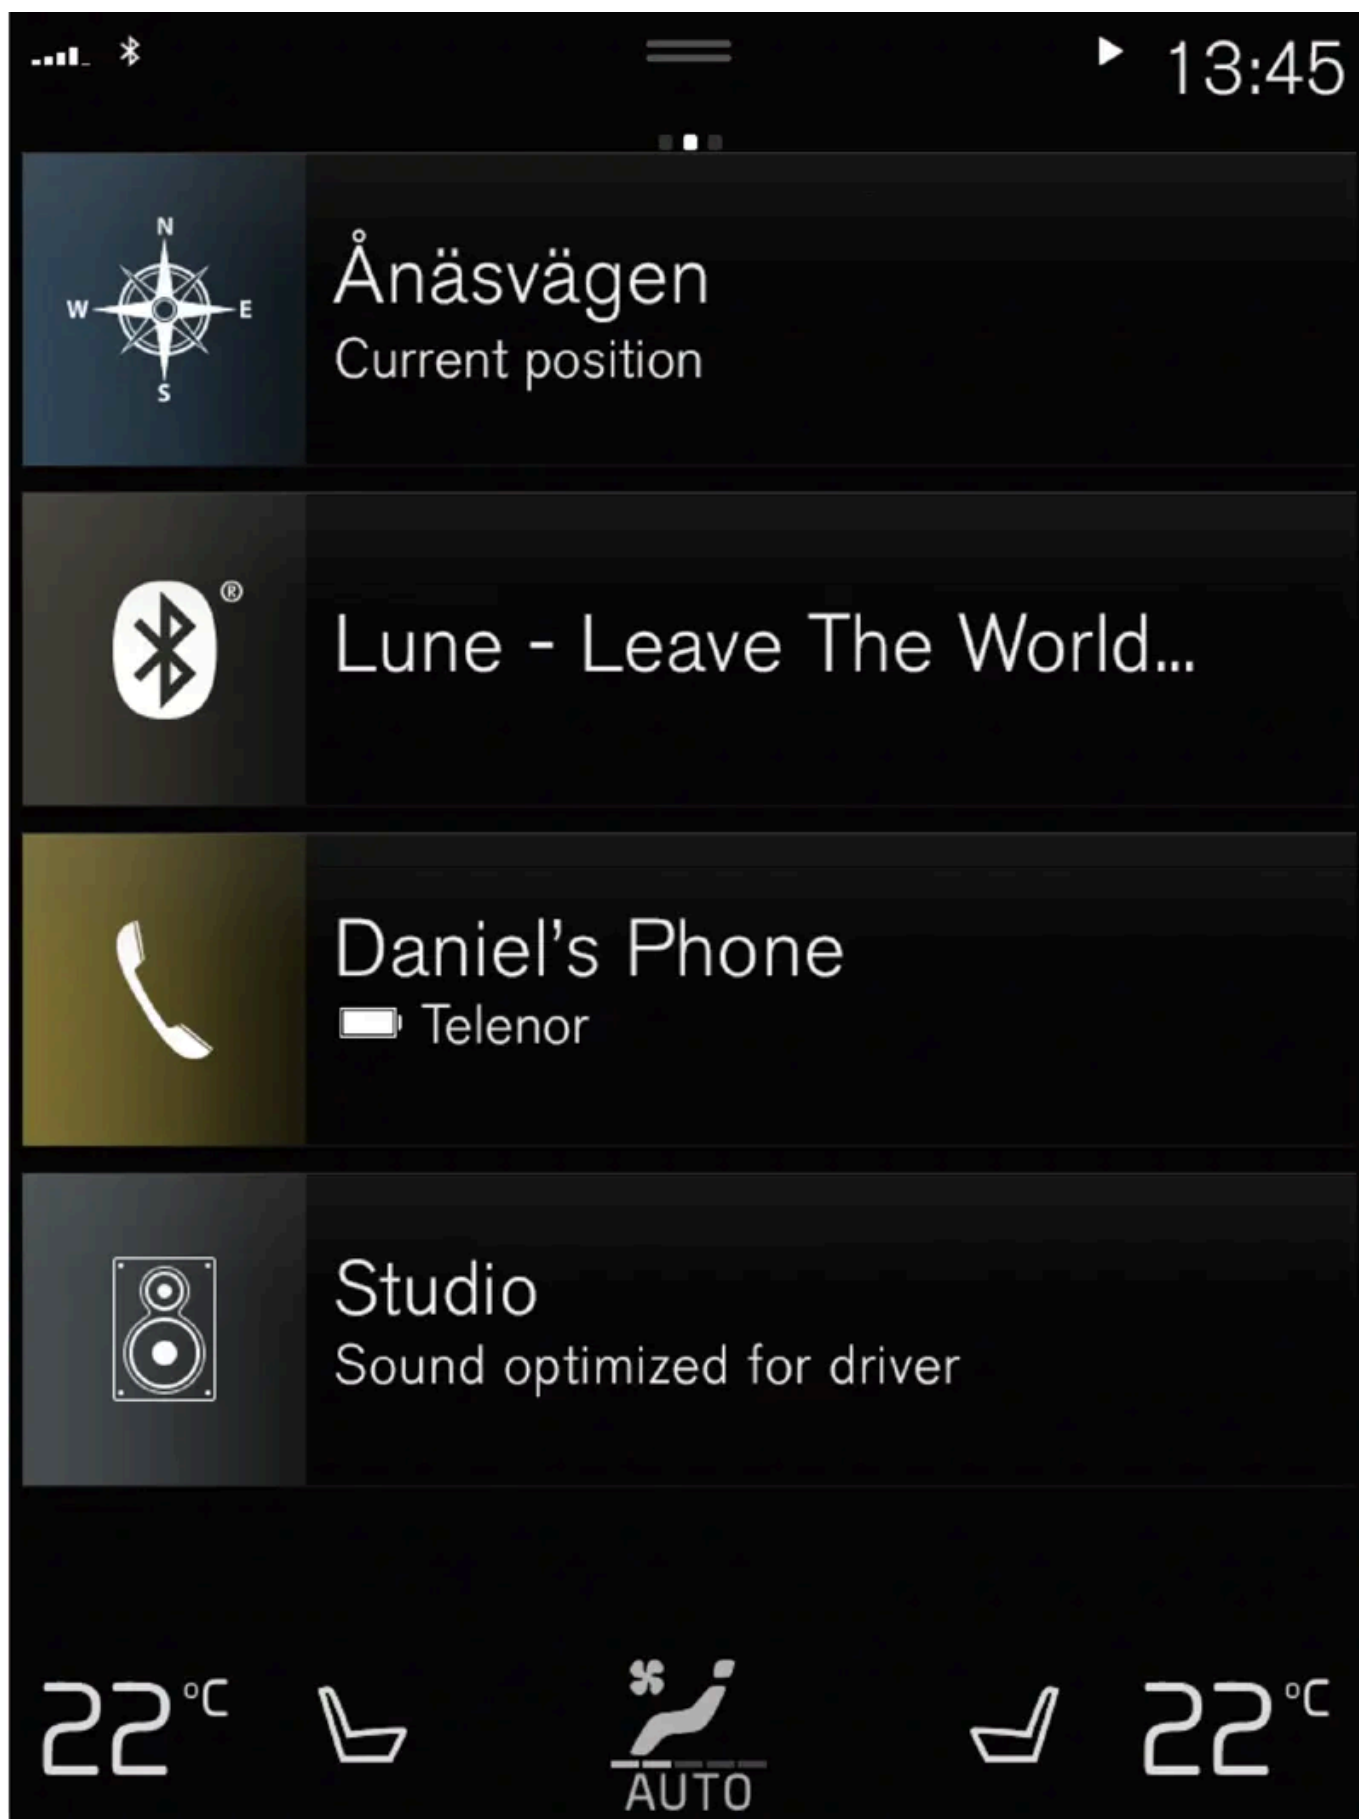 13:45
N
W E
S
Ånäsvägen
Current position
®
Lune - Leave The World...
Daniel's Phone
Telenor
Studio
Sound optimized for driver
22°C
22°C
AUTO